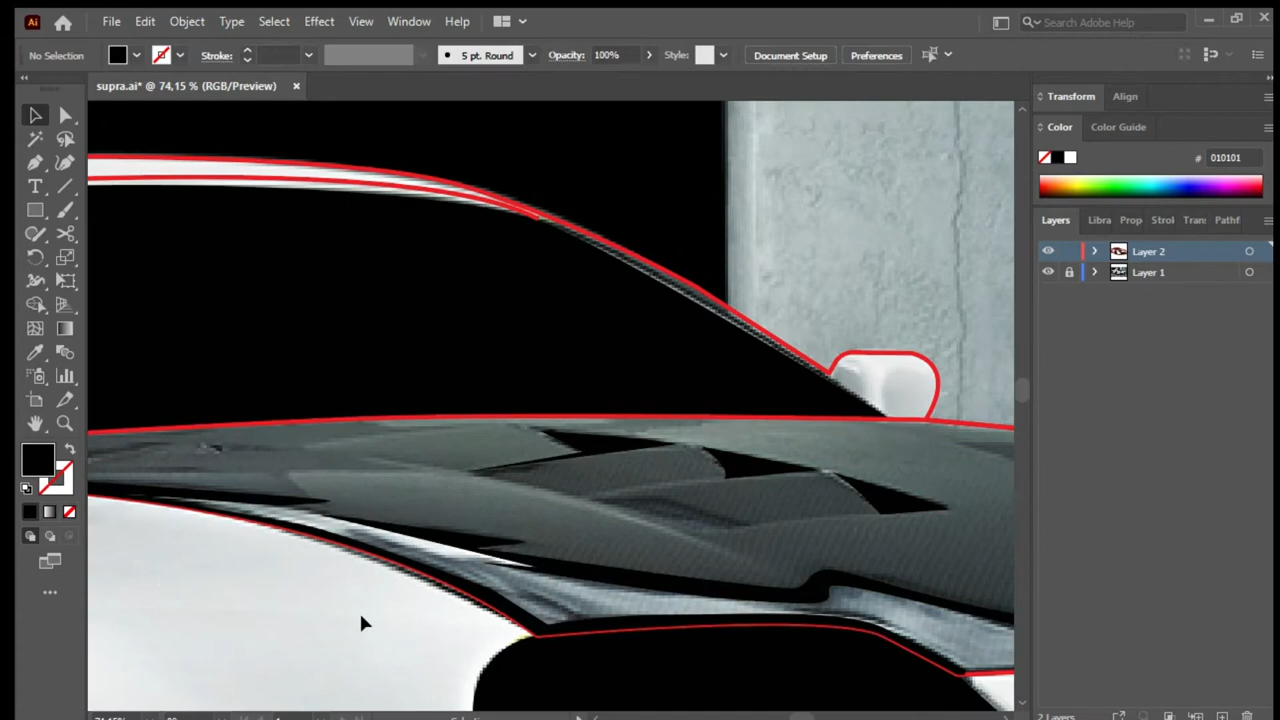 Ai File Edit Object Type Select Effect View Window Help Search Adobe Help
No Selection Stroke: 5 pt. Round Opacity: 100% Style: Document Setup Preferences
supra.ai* @ 74,15 % (RGB/Preview) ×
Transform Align
Color Color Guide
# 010101
Layers Libra Prop Strol Tran: Pathf
Layer 2
Layer 1
2 Layers